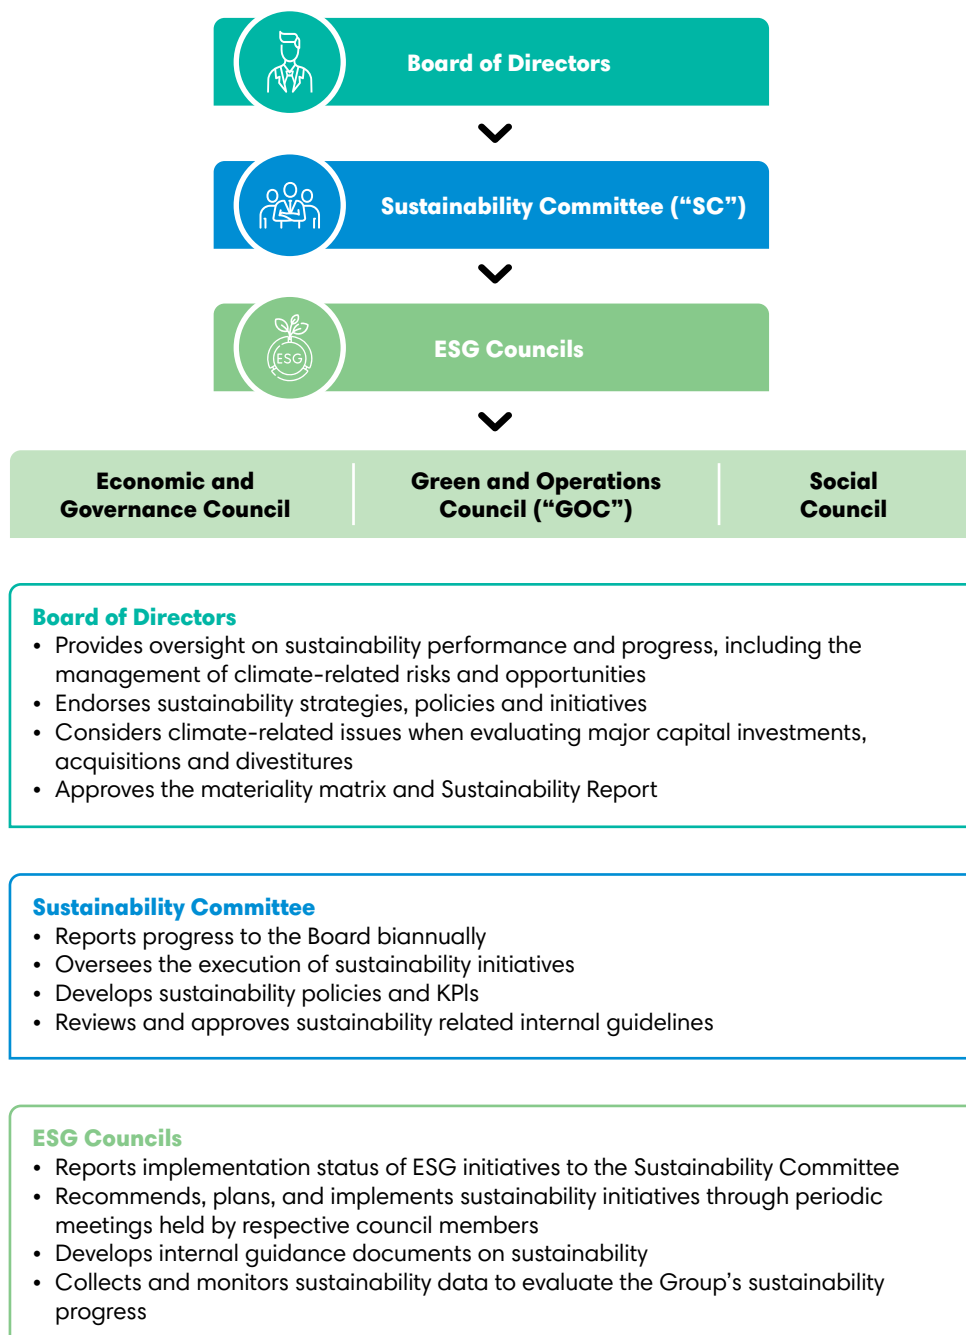 Board of Directors
Sustainability Committee (“SC”)
ESG
ESG Councils
Economic and
Governance Council
Green and Operations
Council (“GOC”)
Social
Council
Board of Directors
• Provides oversight on sustainability performance and progress, including the
management of climate-related risks and opportunities
• Endorses sustainability strategies, policies and initiatives
• Considers climate-related issues when evaluating major capital investments,
acquisitions and divestitures
• Approves the materiality matrix and Sustainability Report
Sustainability Committee
• Reports progress to the Board biannually
• Oversees the execution of sustainability initiatives
• Develops sustainability policies and KPIs
• Reviews and approves sustainability related internal guidelines
ESG Councils
• Reports implementation status of ESG initiatives to the Sustainability Committee
• Recommends, plans, and implements sustainability initiatives through periodic
meetings held by respective council members
• Develops internal guidance documents on sustainability
• Collects and monitors sustainability data to evaluate the Group’s sustainability
progress